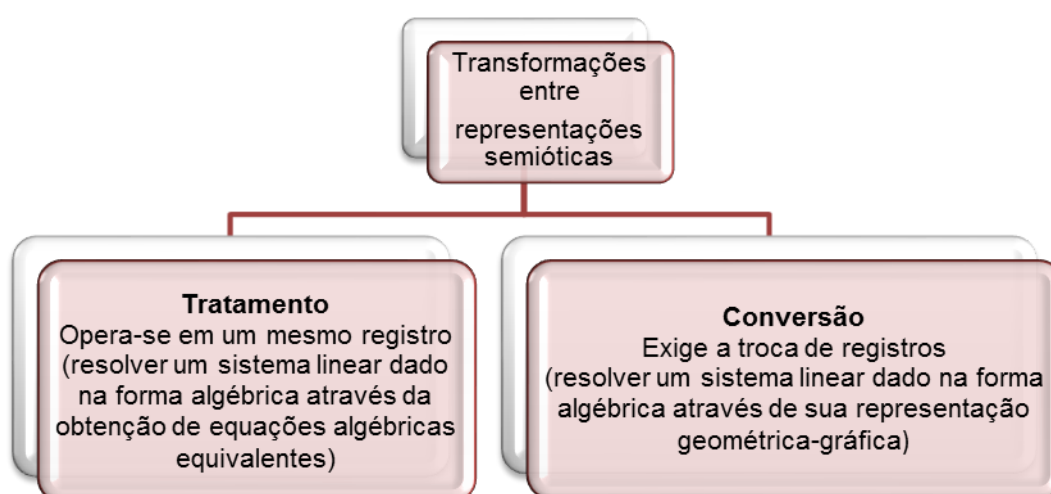 Transformações
entre
representações
semióticas
Tratamento
Opera-se em um mesmo registro
(resolver um sistema linear dado
na forma algébrica através da
obtenção de equações algébricas
equivalentes)
Conversão
Exige a troca de registros
(resolver um sistema linear dado na forma
algébrica através de sua representação
geométrica-gráfica)